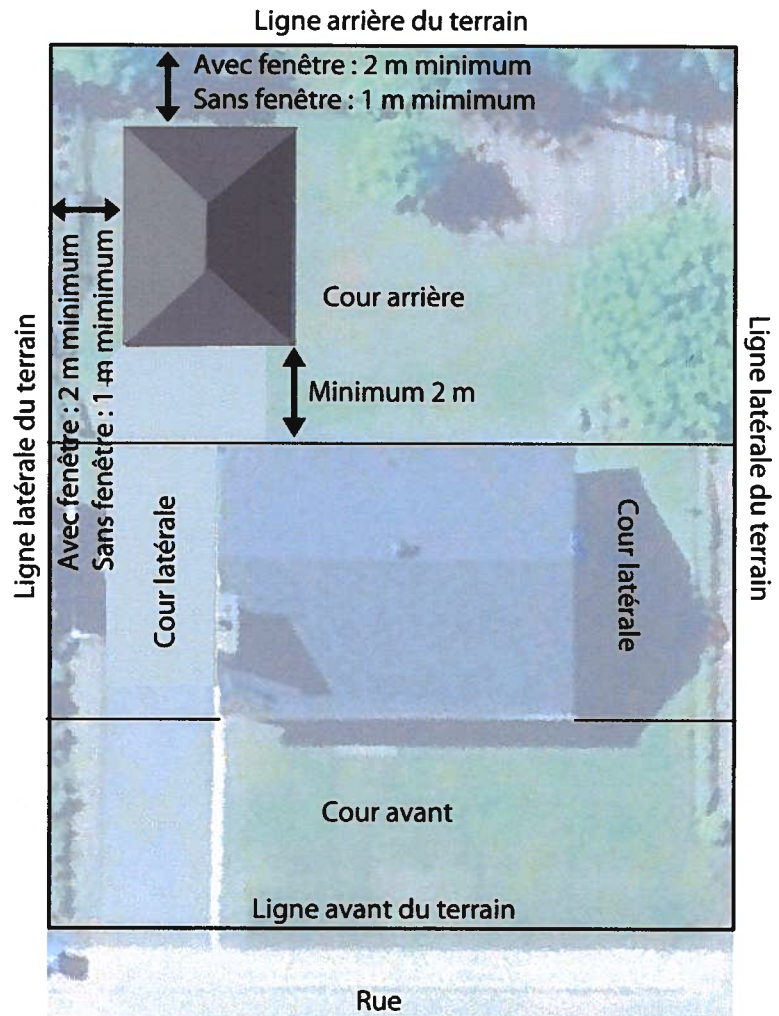 Ligne arrière du terrain
Avec fenêtre : 2 m minimum
Sans fenêtre : 1 m mimimum
Ligne latérale du terrain
Avec fenêtre : 2 m minimum
Sans fenêtre : 1 m mimimum
Cour arrière
Minimum 2 m
Ligne latérale du terrain
Cour latérale
Cour latérale
Cour avant
Ligne avant du terrain
Rue